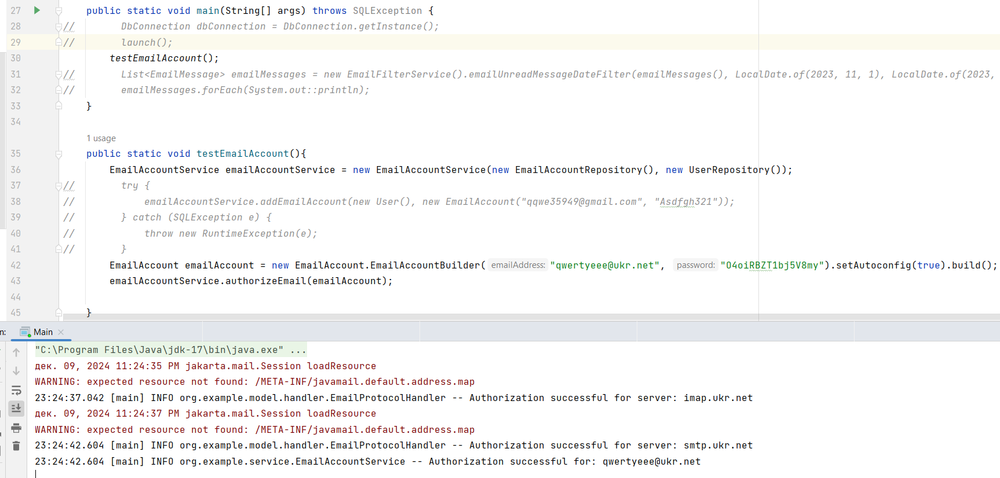 27 public static void main(String[] args) throws SQLException {
28 // DbConnection dbConnection = DbConnection.getInstance();
29 // launch();
30 testEmailAccount();
31 // List<EmailMessage> emailMessages = new EmailFilterService().emailUnreadMessageDateFilter(emailMessages(), LocalDate.of(2023, 11, 1), LocalDate.of(2023,
32 // emailMessages.forEach(System.out::println);
33 }
34
1 usage
35 public static void testEmailAccount(){
36 EmailAccountService emailAccountService = new EmailAccountService(new EmailAccountRepository(), new UserRepository());
37 // try {
38 // emailAccountService.addEmailAccount(new User(), new EmailAccount("qqwe35949@gmail.com", "Asdfgh321"));
39 // } catch (SQLException e) {
40 // throw new RuntimeException(e);
41 // }
42 EmailAccount emailAccount = new EmailAccount.EmailAccountBuilder( emailAddress: "qwertyeee@ukr.net", password: "O4oiRBZT1bj5V8my").setAutoconfig(true).build();
43 emailAccountService.authorizeEmail(emailAccount);
44
45 }
n: Main
"C:\Program Files\Java\jdk-17\bin\java.exe" ...
дек. 09, 2024 11:24:35 PM jakarta.mail.Session loadResource
WARNING: expected resource not found: /META-INF/javamail.default.address.map
23:24:37.042 [main] INFO org.example.model.handler.EmailProtocolHandler -- Authorization successful for server: imap.ukr.net
дек. 09, 2024 11:24:37 PM jakarta.mail.Session loadResource
WARNING: expected resource not found: /META-INF/javamail.default.address.map
23:24:42.604 [main] INFO org.example.model.handler.EmailProtocolHandler -- Authorization successful for server: smtp.ukr.net
23:24:42.604 [main] INFO org.example.service.EmailAccountService -- Authorization successful for: qwertyeee@ukr.net